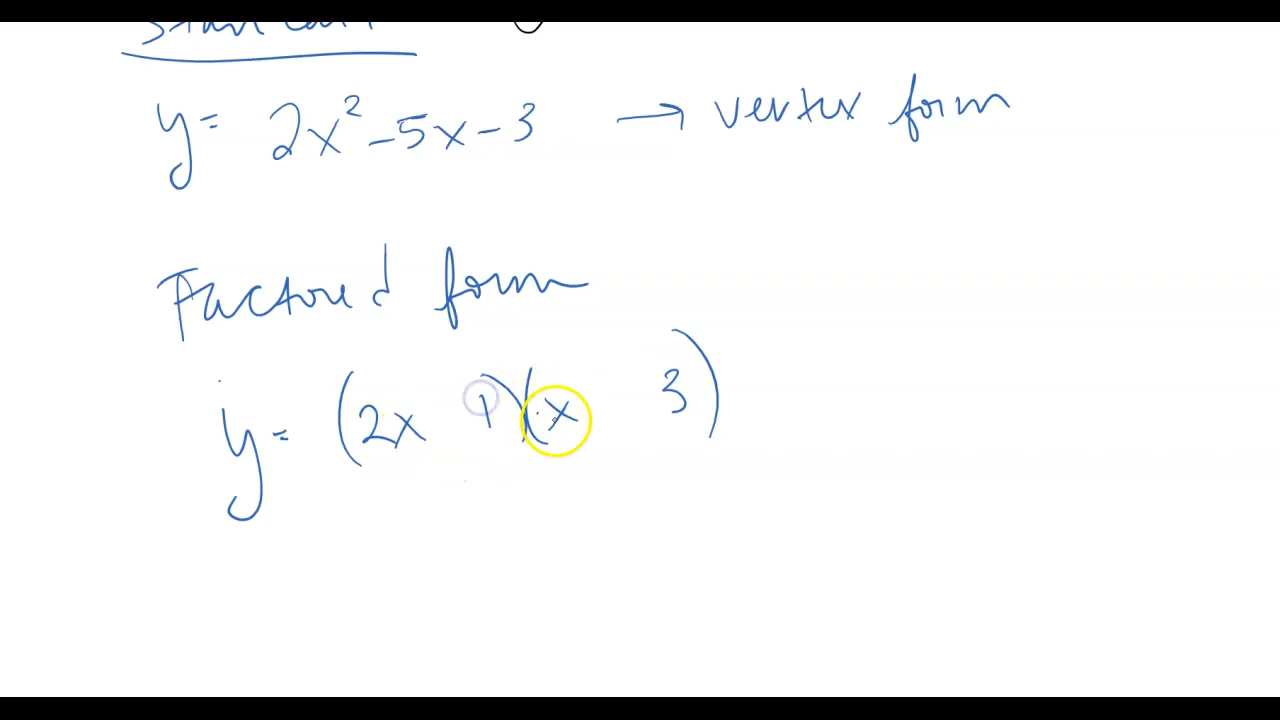 y= 2x² -5x - 3 → vertex form
Factored form
y= (2x 1)(x 3)